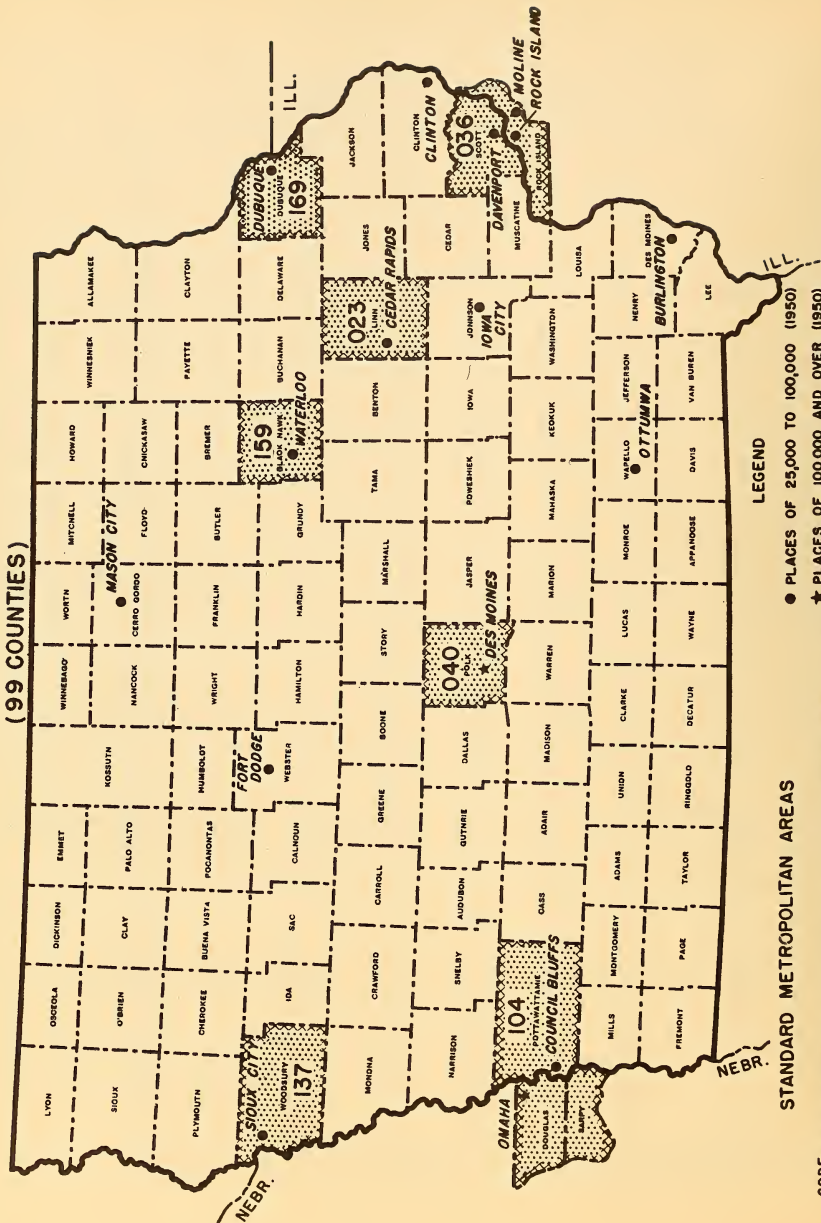 (99 COUNTIES)
LYON
OSCEOLA
DICKINSON
EMMET
KOSSUTH
WINNEBAGO
WORTH
MITCHELL
HOWARD
WINNESHIEK
ALLAMAKEE
SIOUX
O'BRIEN
CLAY
PALO ALTO
HANCOCK
CERRO GORDO
MASON CITY
FLOYD
CHICKASAW
FAYETTE
CLAYTON
PLYMOUTH
CHEROKEE
BUENA VISTA
POCAHONTAS
HUMBOLDT
WRIGHT
FRANKLIN
BUTLER
BREMER
SIOUX CITY
WOODBURY
137
IDA
SAC
CALHOUN
FORT DODGE
WEBSTER
HAMILTON
HARDIN
GRUNDY
159
BLACK HAWK
WATERLOO
BUCHANAN
DELAWARE
DUBUQUE
DUBUQUE
169
ILL.
NEBR.
MONONA
CRAWFORD
CARROLL
GREENE
BOONE
STORY
MARSHALL
TAMA
BENTON
023
LINN
CEDAR RAPIDS
JONES
JACKSON
HARRISON
SHELBY
AUDUBON
GUTHRIE
DALLAS
040
POLK
DES MOINES
JASPER
POWESHIEK
IOWA
JOHNSON
IOWA CITY
CEDAR
CLINTON
CLINTON
036
SCOTT
DAVENPORT
MUSCATINE
MOLINE
ROCK ISLAND
ROCK ISLAND
OMAHA
DOUGLAS
SARPY
104
POTTAWATTAMIE
COUNCIL BLUFFS
CASS
ADAIR
MADISON
WARREN
MARION
MAHASKA
KEOKUK
WASHINGTON
LOUISA
MILLS
MONTGOMERY
ADAMS
UNION
CLARKE
LUCAS
MONROE
WAPELLO
OTTUMWA
JEFFERSON
HENRY
DES MOINES
BURLINGTON
FREMONT
PAGE
TAYLOR
RINGGOLD
DECATUR
WAYNE
APPANOOSE
DAVIS
VAN BUREN
LEE
NEBR.
ILL.
STANDARD METROPOLITAN AREAS
LEGEND
● PLACES OF 25,000 TO 100,000 (1950)
★ PLACES OF 100,000 AND OVER (1950)
CODE